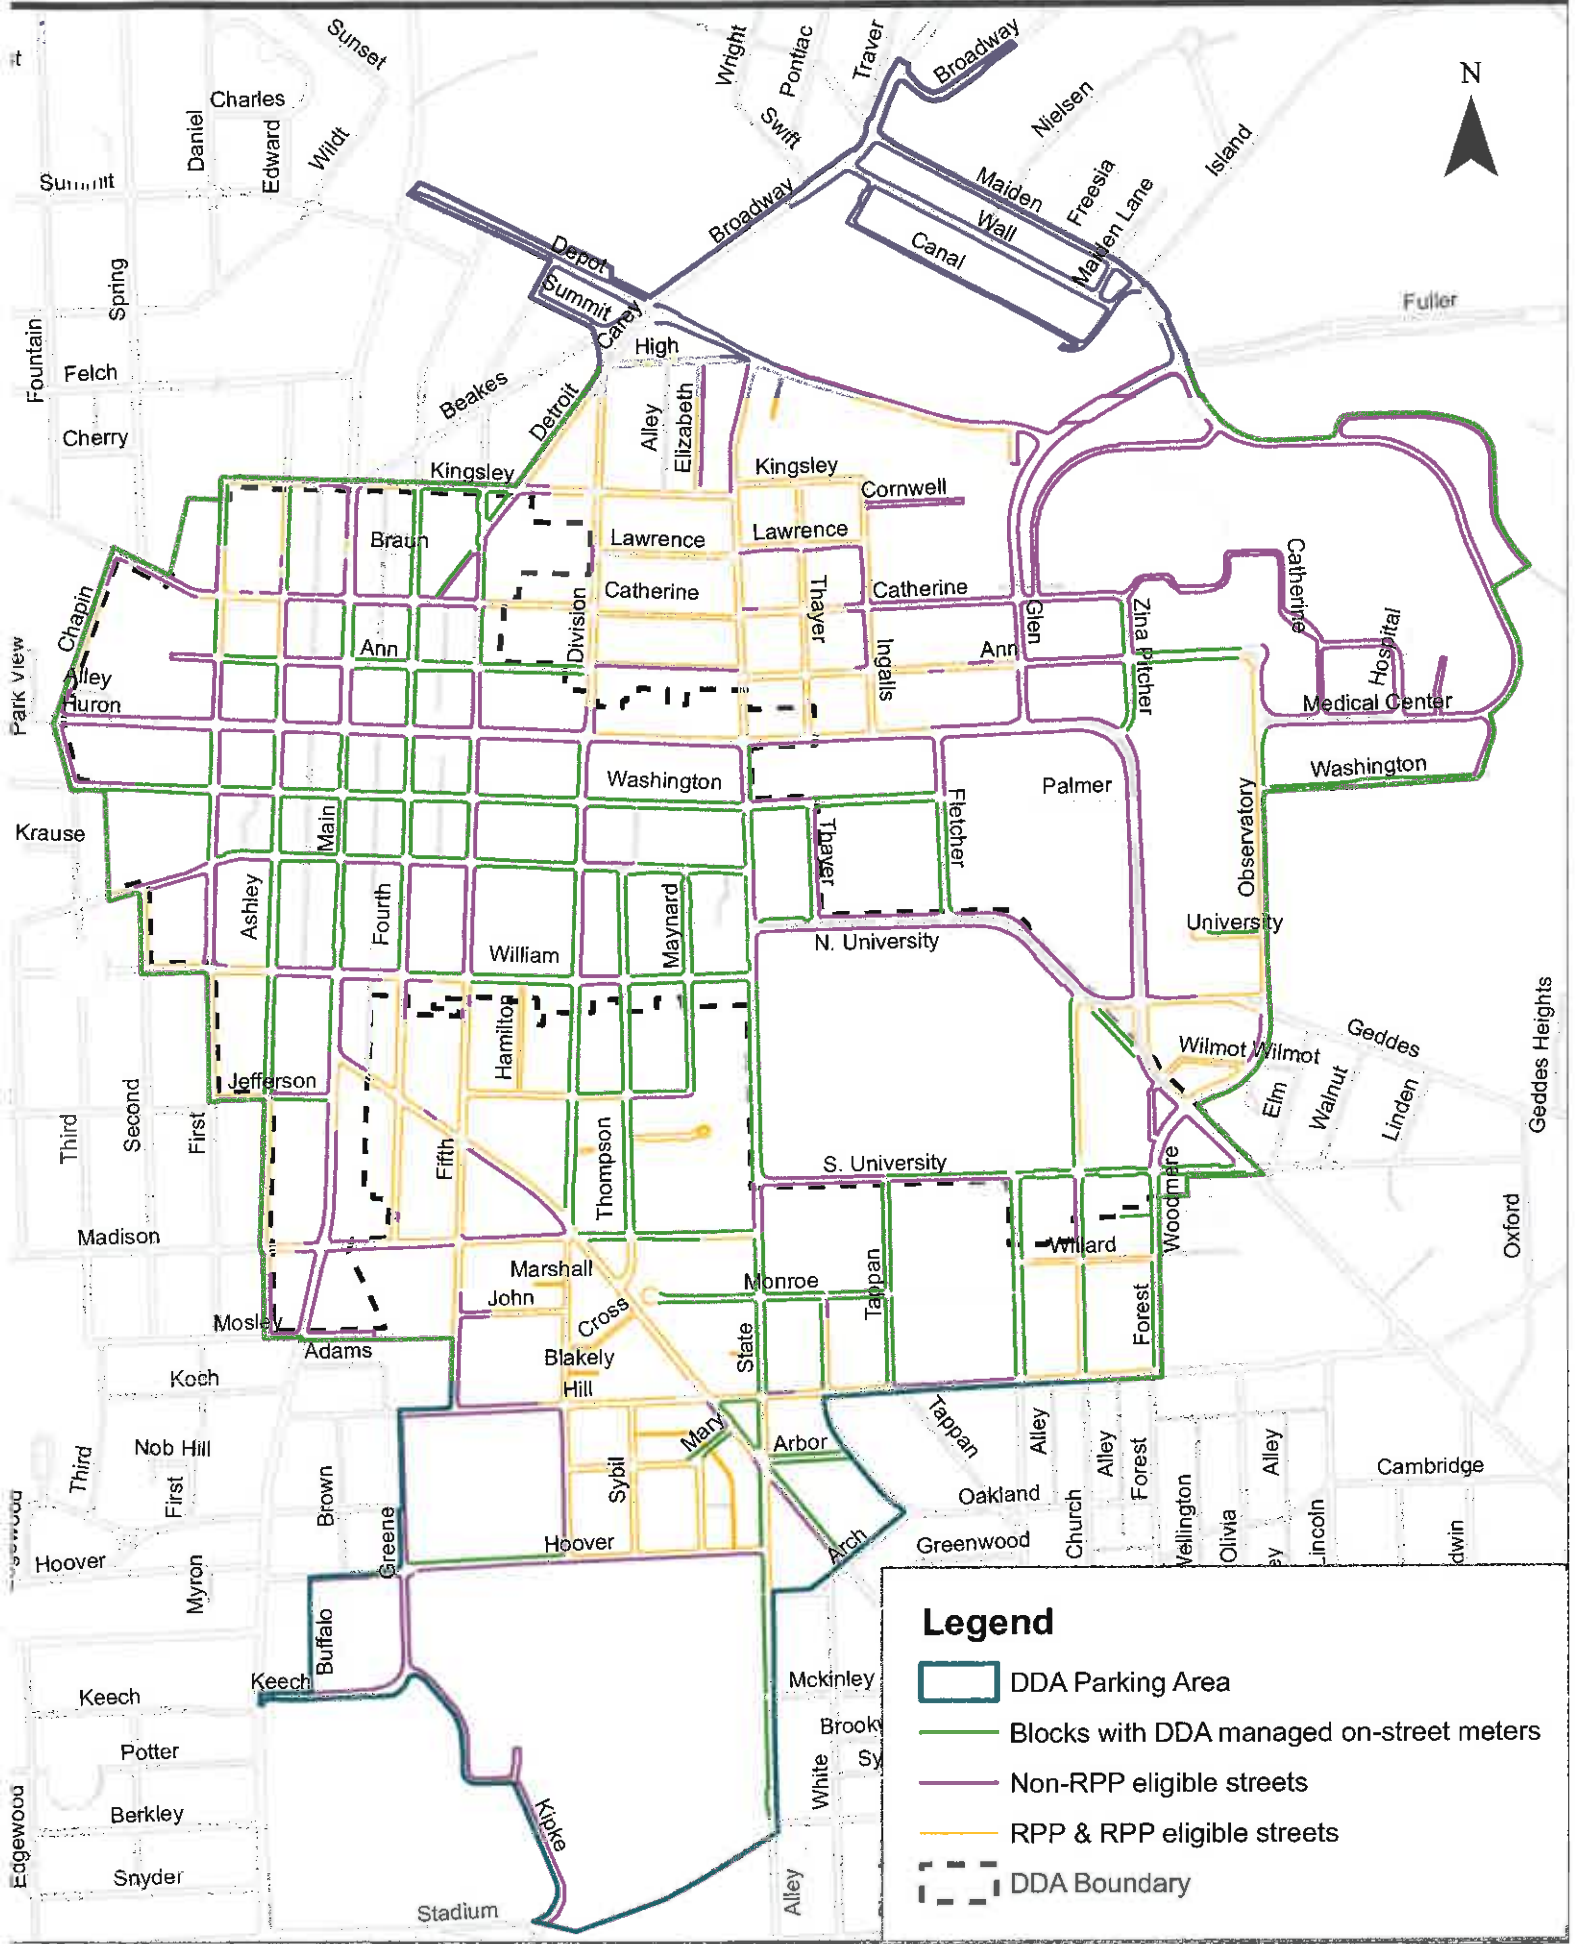 Sunset
Wright
Pontiac
Traver
Broadway
N
Charles
Daniel
Edward
Wildt
Swift
Nielsen
Island
Summit
Maiden
Freesia
Maiden Lane
Broadway
Wall
Canal
Depot
Summit
Carey
Spring
Fountain
High
Fuller
Felch
Beakes
Detroit
Alley
Elizabeth
Cherry
Kingsley
Kingsley
Cornwell
Braun
Lawrence
Lawrence
Catherine
Catherine
Catherine
Chapin
Division
Thayer
Glen
Zina Pitcher
Hospital
Park View
Ann
Ann
Ingalls
Alley
Huron
Medical Center
Washington
Palmer
Washington
Krause
Main
Thayer
Fletcher
Observatory
Ashley
Fourth
Maynard
University
William
N. University
Hamilton
Geddes
Geddes Heights
Wilmot
Wilmot
Jefferson
Elm
Walnut
Linden
Third
Second
First
Fifth
Thompson
S. University
Woodmere
Oxford
Madison
Willard
Marshall
Monroe
Tappan
John
Cross
Forest
Mosley
Adams
State
Blakely
Koch
Hill
Mary
Arbor
Tappan
Alley
Alley
Forest
Alley
Nob Hill
Third
First
Sybil
Cambridge
Brown
Oakland
Church
Olivia
Greene
Hoover
Arch
Greenwood
Hoover
Myron
Buffalo
Legend
Keech
Keech
Mckinley
DDA Parking Area
Potter
White
Blocks with DDA managed on-street meters
Non-RPP eligible streets
Edgewood
Berkley
Kipke
RPP & RPP eligible streets
Snyder
Alley
DDA Boundary
Stadium